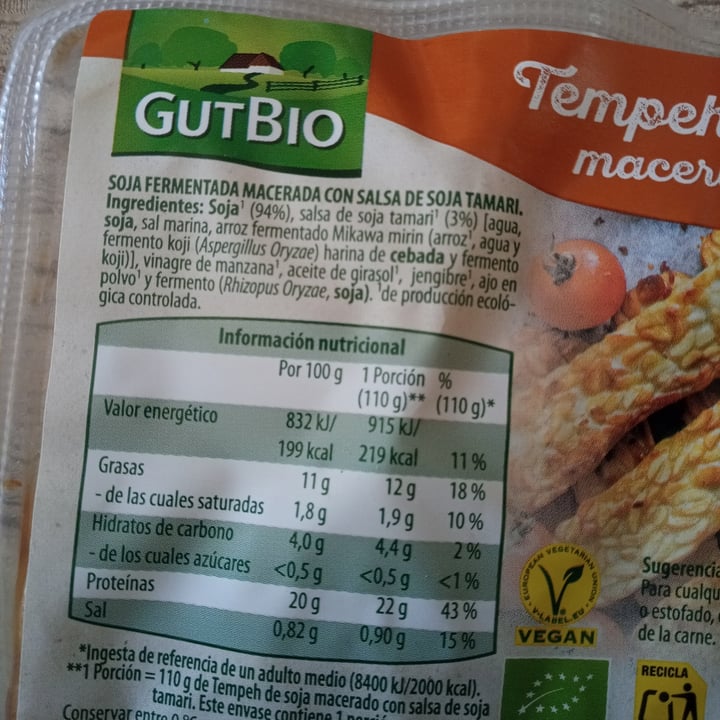 GUTBIO
Tempeh
macer
SOJA FERMENTADA MACERADA CON SALSA DE SOJA TAMARI.
Ingredientes: Soja¹ (94%), salsa de soja tamari¹ (3%) [agua,
soja, sal marina, arroz fermentado Mikawa mirin (arroz¹, agua y
fermento koji (Aspergillus Oryzae) harina de cebada y fermento
koji)], vinagre de manzana¹, aceite de girasol¹, jengibre¹, ajo en
polvo¹ y fermento (Rhizopus Oryzae, soja). ¹de producción ecoló-
gica controlada.
Información nutricional
Por 100 g 1 Porción %
(110 g)** (110 g)*
Valor energético 832 kJ/ 915 kJ/
199 kcal 219 kcal 11 %
Grasas 11 g 12 g 18 %
- de las cuales saturadas 1,8 g 1,9 g 10 %
Hidratos de carbono 4,0 g 4,4 g 2 %
- de los cuales azúcares <0,5 g <0,5 g <1 %
Proteínas 20 g 22 g 43 %
Sal 0,82 g 0,90 g 15 %
*Ingesta de referencia de un adulto medio (8400 kJ/2000 kcal).
**1 Porción = 110 g de Tempeh de soja macerado con salsa de soja
tamari. Este envase contiene 1
Conservar entre
EUROPEAN VEGETARIAN UNION
V-LABEL.EU
VEGAN
Sugerencia
Para cualqu
o estofado,
de la carne.
RECICLA